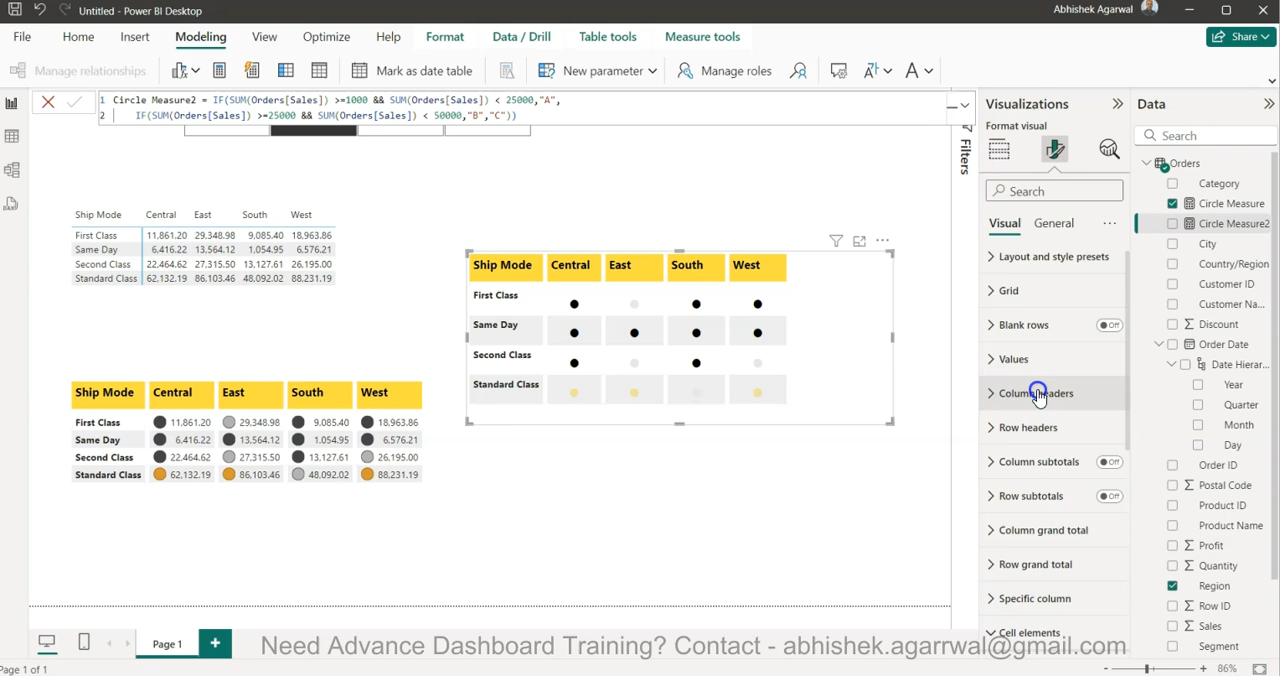 Untitled - Power BI Desktop
Abhishek Agarwal
File Home Insert Modeling View Optimize Help Format Data / Drill Table tools Measure tools
Share
Manage relationships
Mark as date table
New parameter
Manage roles
1 Circle Measure2 = IF(SUM(Orders[Sales]) >=1000 && SUM(Orders[Sales]) < 25000,"A",
2 IF(SUM(Orders[Sales]) >=25000 && SUM(Orders[Sales]) < 50000,"B","C"))
Ship Mode Central East South West
First Class 11,861.20 29,348.98 9,085.40 18,963.86
Same Day 6,416.22 13,564.12 1,054.95 6,576.21
Second Class 22,464.62 27,315.50 13,127.61 26,195.00
Standard Class 62,132.19 86,103.46 48,092.02 88,231.19
Ship Mode Central East South West
First Class
Same Day
Second Class
Standard Class
Ship Mode Central East South West
First Class 11,861.20 29,348.98 9,085.40 18,963.86
Same Day 6,416.22 13,564.12 1,054.95 6,576.21
Second Class 22,464.62 27,315.50 13,127.61 26,195.00
Standard Class 62,132.19 86,103.46 48,092.02 88,231.19
Filters
Visualizations
Format visual
Search
Visual General
Layout and style presets
Grid
Blank rows Off
Values
Column headers
Row headers
Column subtotals Off
Row subtotals Off
Column grand total
Row grand total
Specific column
Cell elements
Data
Search
Orders
Category
Circle Measure
Circle Measure2
City
Country/Region
Customer ID
Customer Na...
Discount
Order Date
Date Hierar...
Year
Quarter
Month
Day
Order ID
Postal Code
Product ID
Product Name
Profit
Quantity
Region
Row ID
Sales
Segment
Page 1
Need Advance Dashboard Training? Contact - abhishek.agarrwal@gmail.com
Page 1 of 1
86%